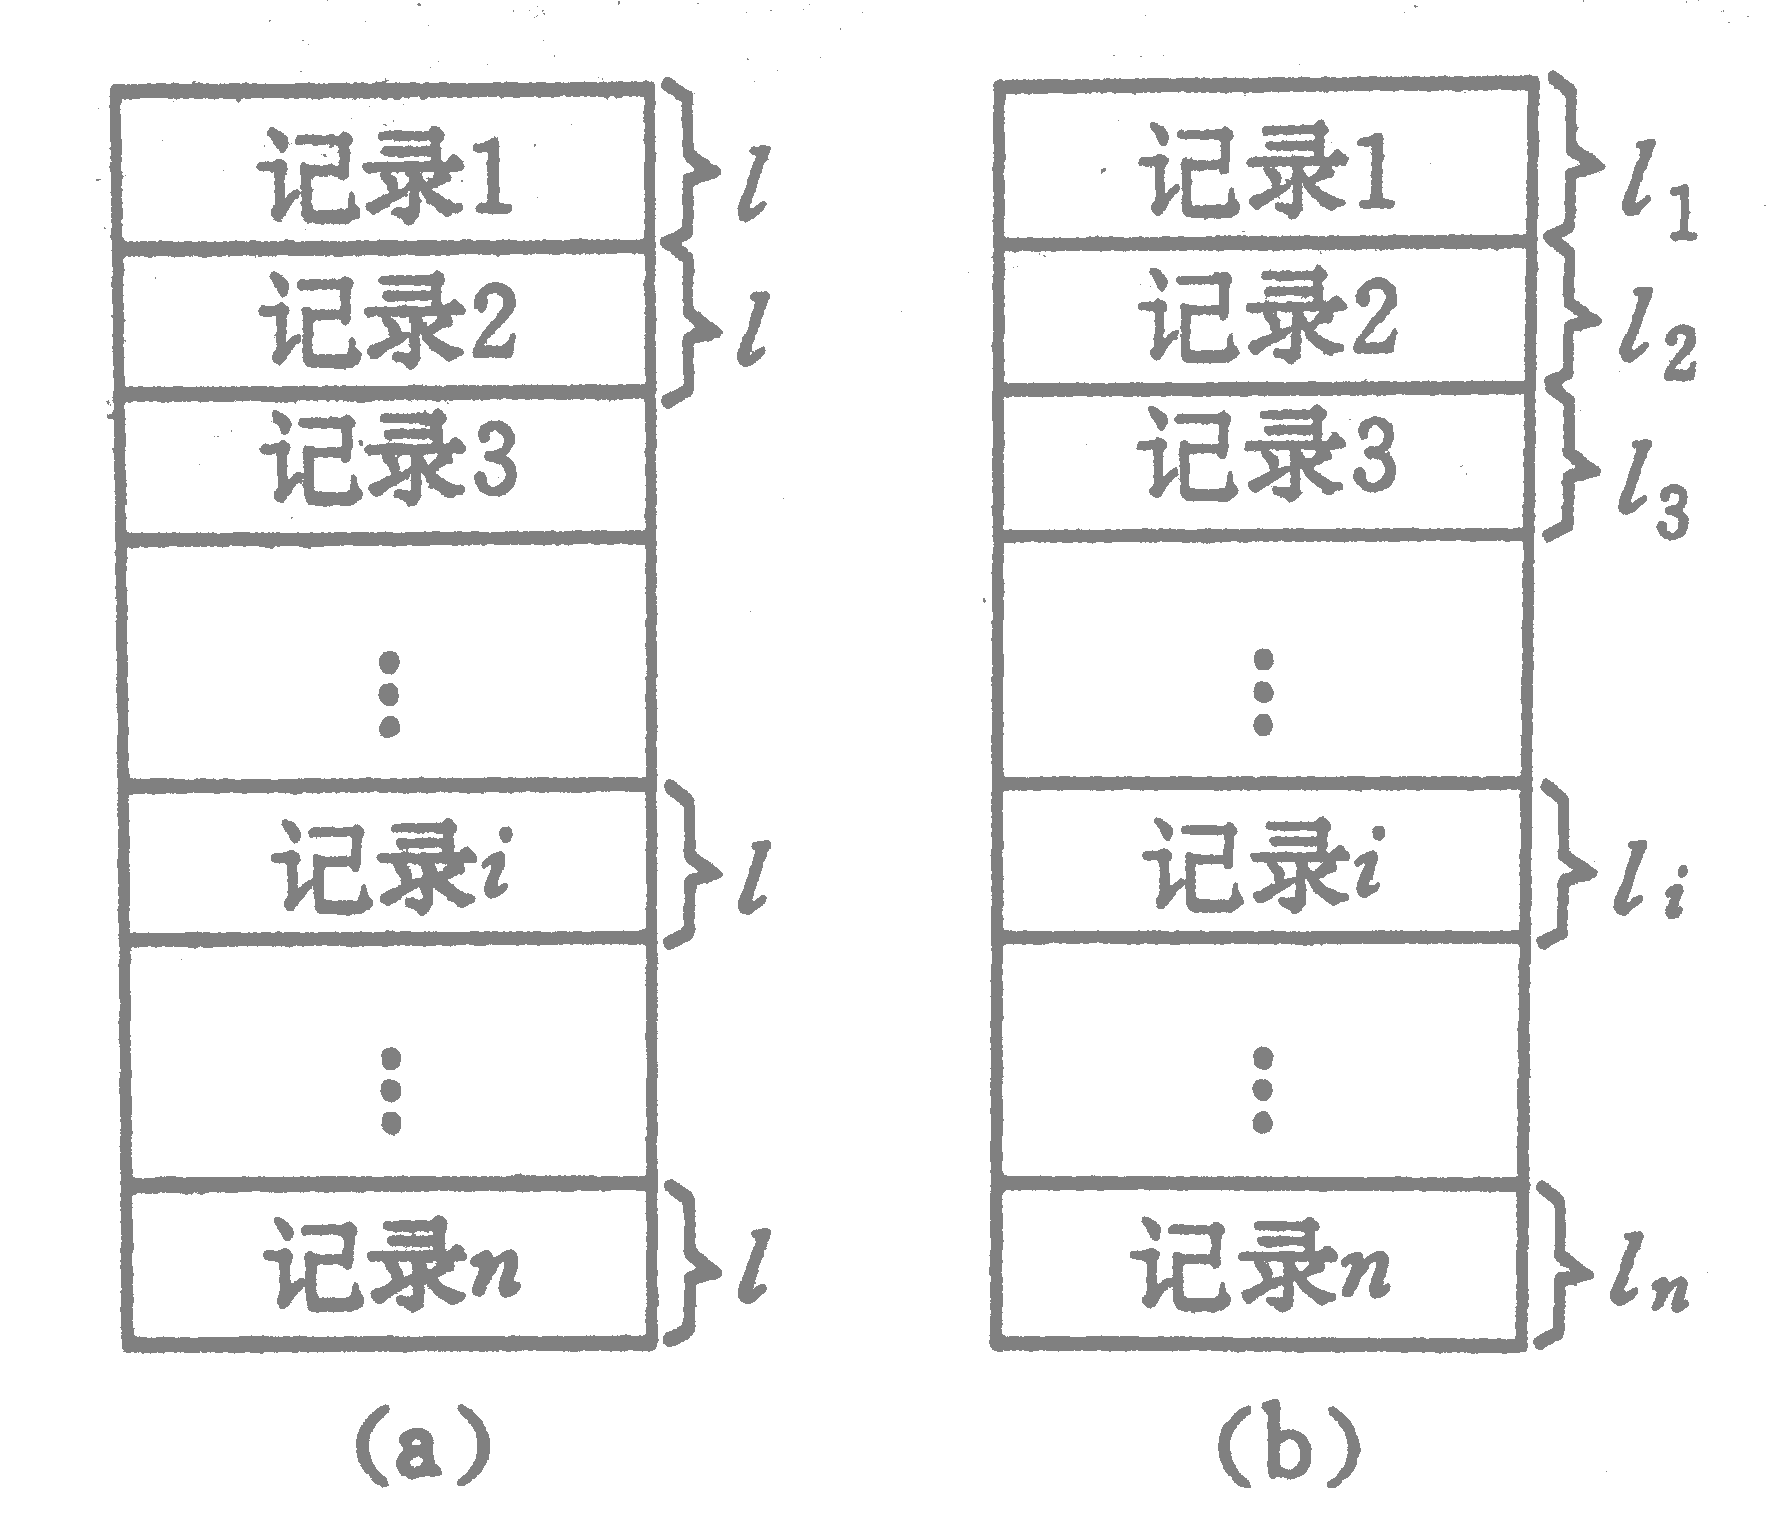 记录1 l
记录2 l
记录3
⋮
记录i l
⋮
记录n l
(a)
记录1 l1
记录2 l2
记录3 l3
⋮
记录i li
⋮
记录n ln
(b)